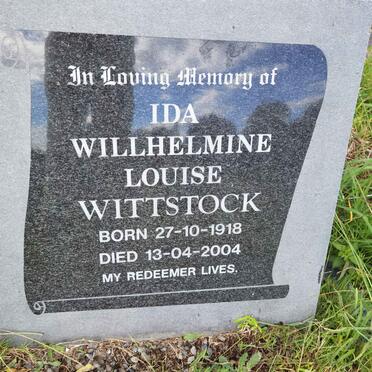 In Loving Memory of
IDA
WILLHELMINE
LOUISE
WITTSTOCK
BORN 27-10-1918
DIED 13-04-2004
MY REDEEMER LIVES.